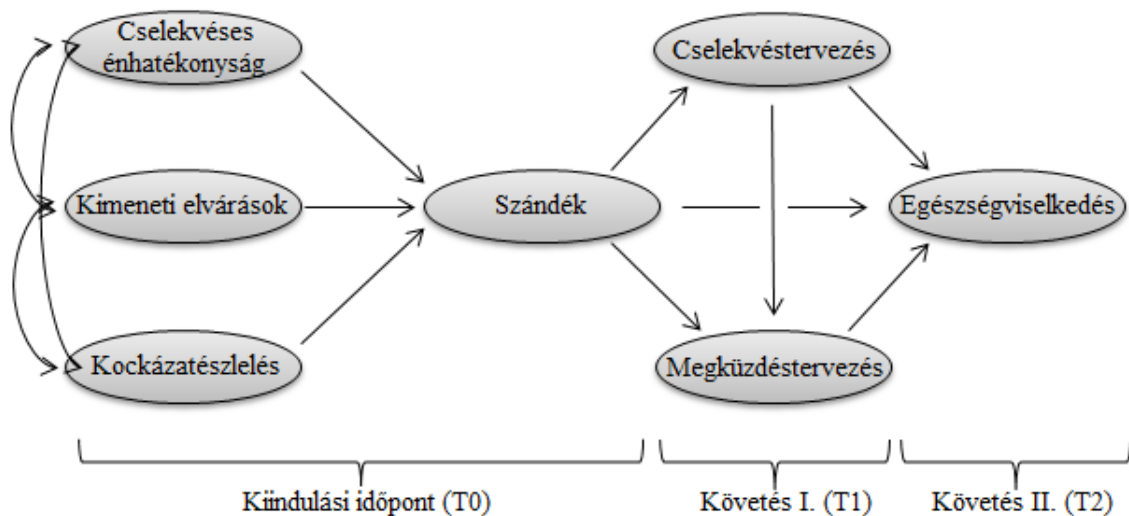 Cselekvéses
énhatékonyság
Cselekvéstervezés
Kimeneti elvárások
Szándék
Egészségviselkedés
Kockázatészlelés
Megküzdéstervezés
Kiindulási időpont (T0)
Követés I. (T1)
Követés II. (T2)